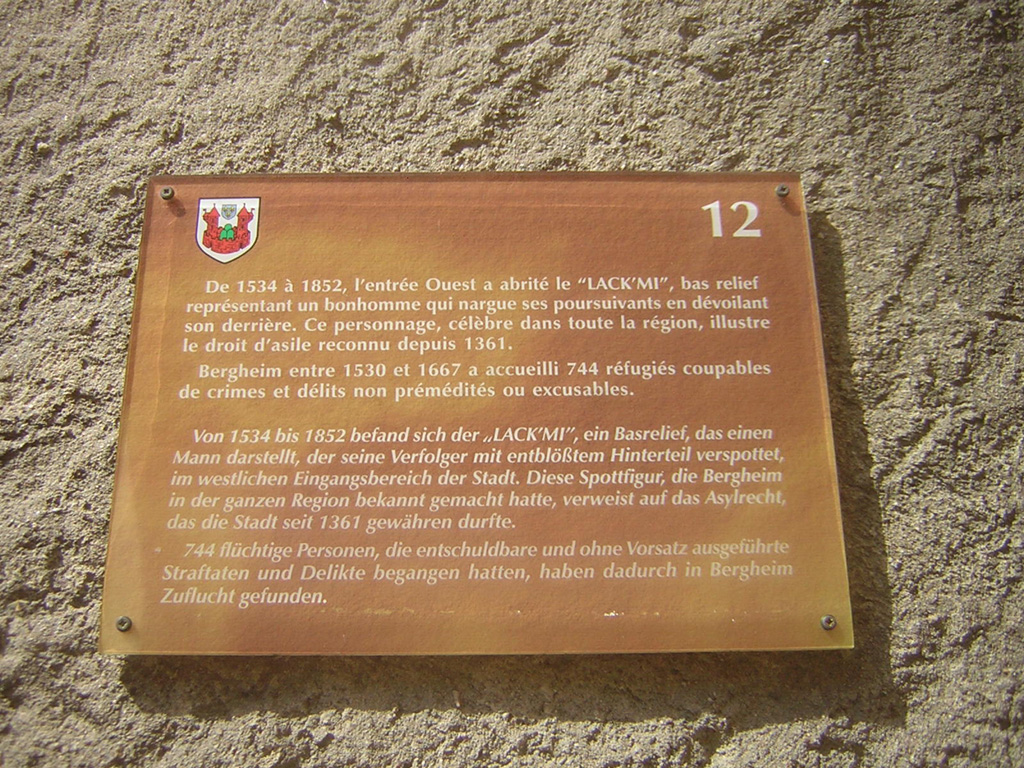 12
De 1534 à 1852, l'entrée Ouest a abrité le "LACK'MI", bas relief
représentant un bonhomme qui nargue ses poursuivants en dévoilant
son derrière. Ce personnage, célèbre dans toute la région, illustre
le droit d'asile reconnu depuis 1361.
Bergheim entre 1530 et 1667 a accueilli 744 réfugiés coupables
de crimes et délits non prémédités ou excusables.
Von 1534 bis 1852 befand sich der „LACK'MI", ein Basrelief, das einen
Mann darstellt, der seine Verfolger mit entblößtem Hinterteil verspottet,
im westlichen Eingangsbereich der Stadt. Diese Spottfigur, die Bergheim
in der ganzen Region bekannt gemacht hatte, verweist auf das Asylrecht,
das die Stadt seit 1361 gewähren durfte.
744 flüchtige Personen, die entschuldbare und ohne Vorsatz ausgeführte
Straftaten und Delikte begangen hatten, haben dadurch in Bergheim
Zuflucht gefunden.